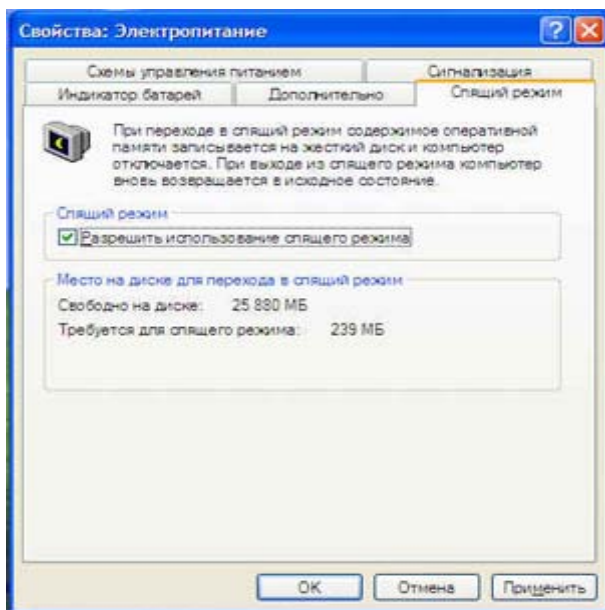 Свойства: Электропитание
Схемы управления питанием
Сигнализация
Индикатор батарей
Дополнительно
Спящий режим
При переходе в спящий режим содержимое оперативной
памяти записывается на жесткий диск и компьютер
отключается. При выходе из спящего режима компьютер
вновь возвращается в исходное состояние.
Спящий режим
Разрешить использование спящего режима
Место на диске для перехода в спящий режим
Свободно на диске: 25 880 МБ
Требуется для спящего режима: 239 МБ
ОК
Отмена
Применить